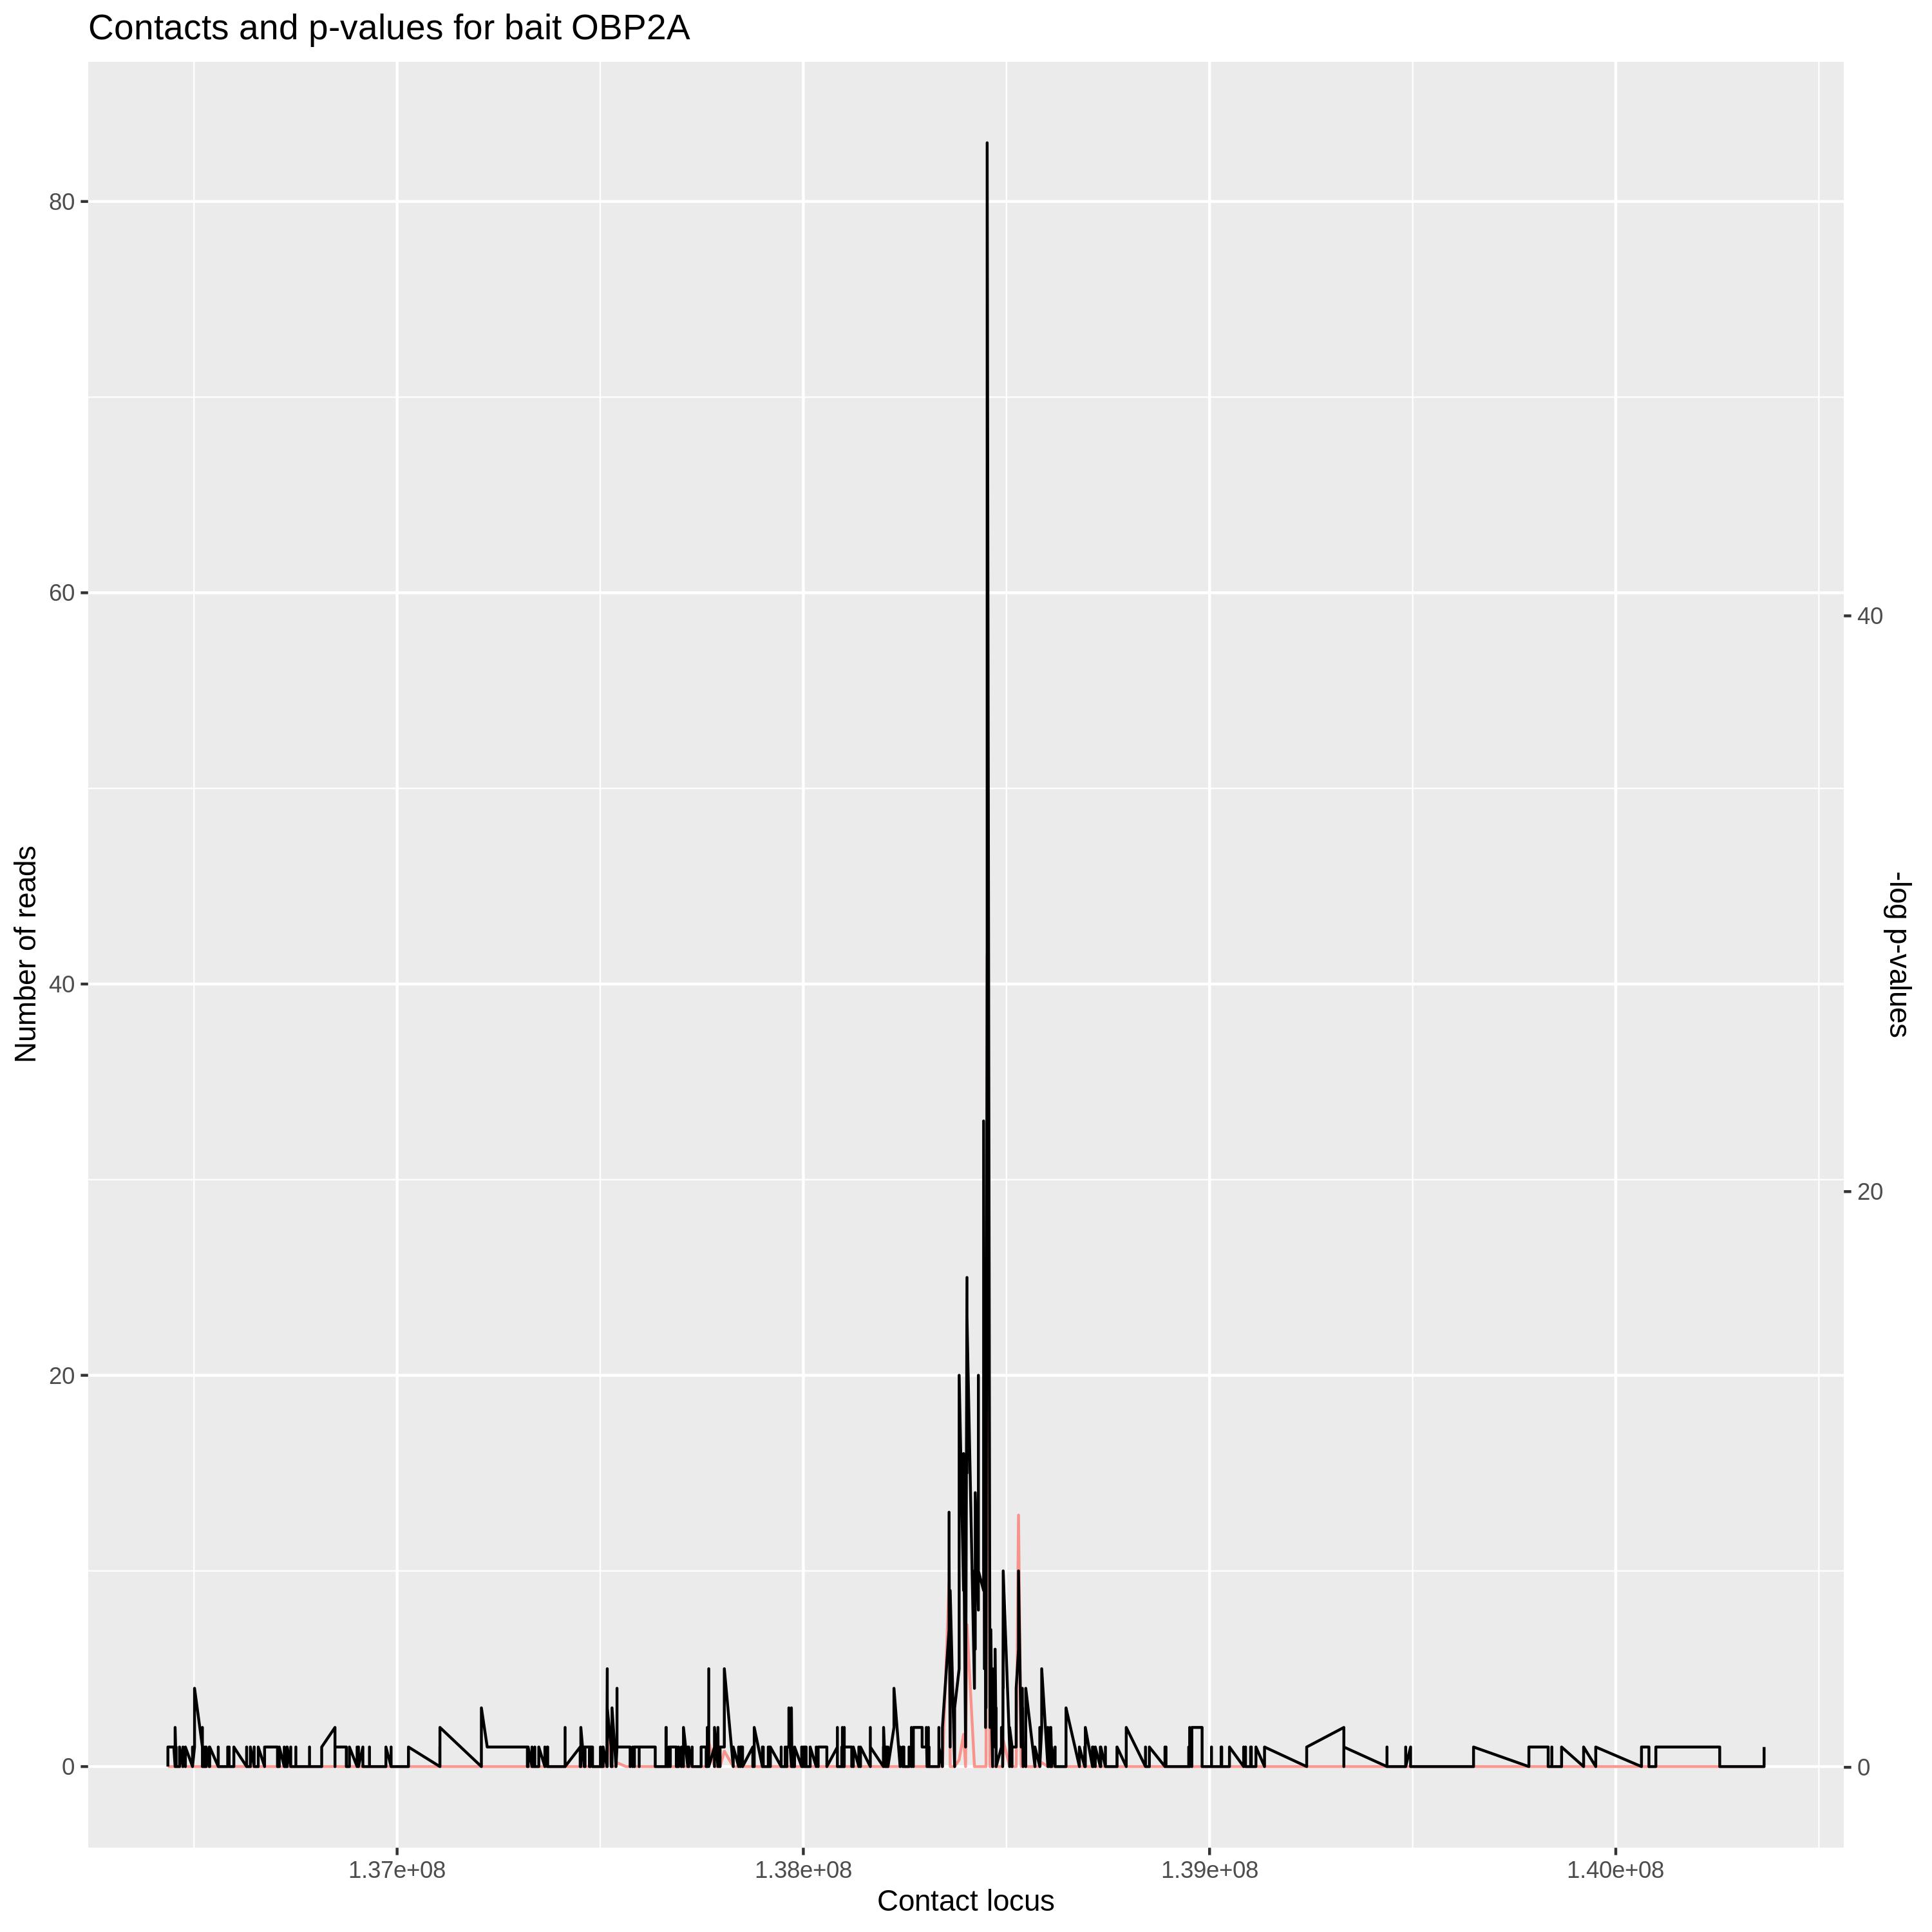 Contacts and p-values for bait OBP2A
80
60
40
20
0
Number of reads
40
20
0
-log p-values
1.37e+08 1.38e+08 1.39e+08 1.40e+08
Contact locus